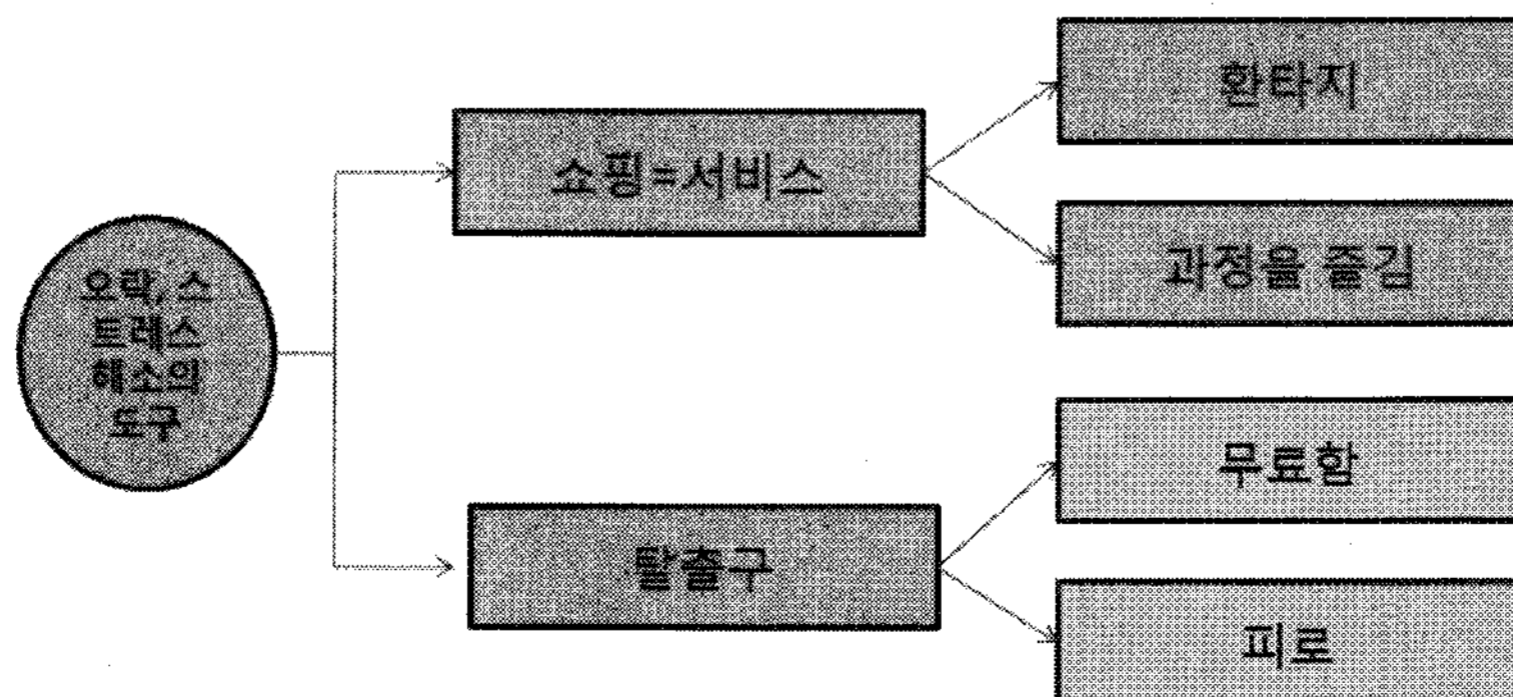 오락, 스
트레스
해소의
도구
쇼핑=서비스
탈출구
환타지
과정을 즐김
무료함
피로